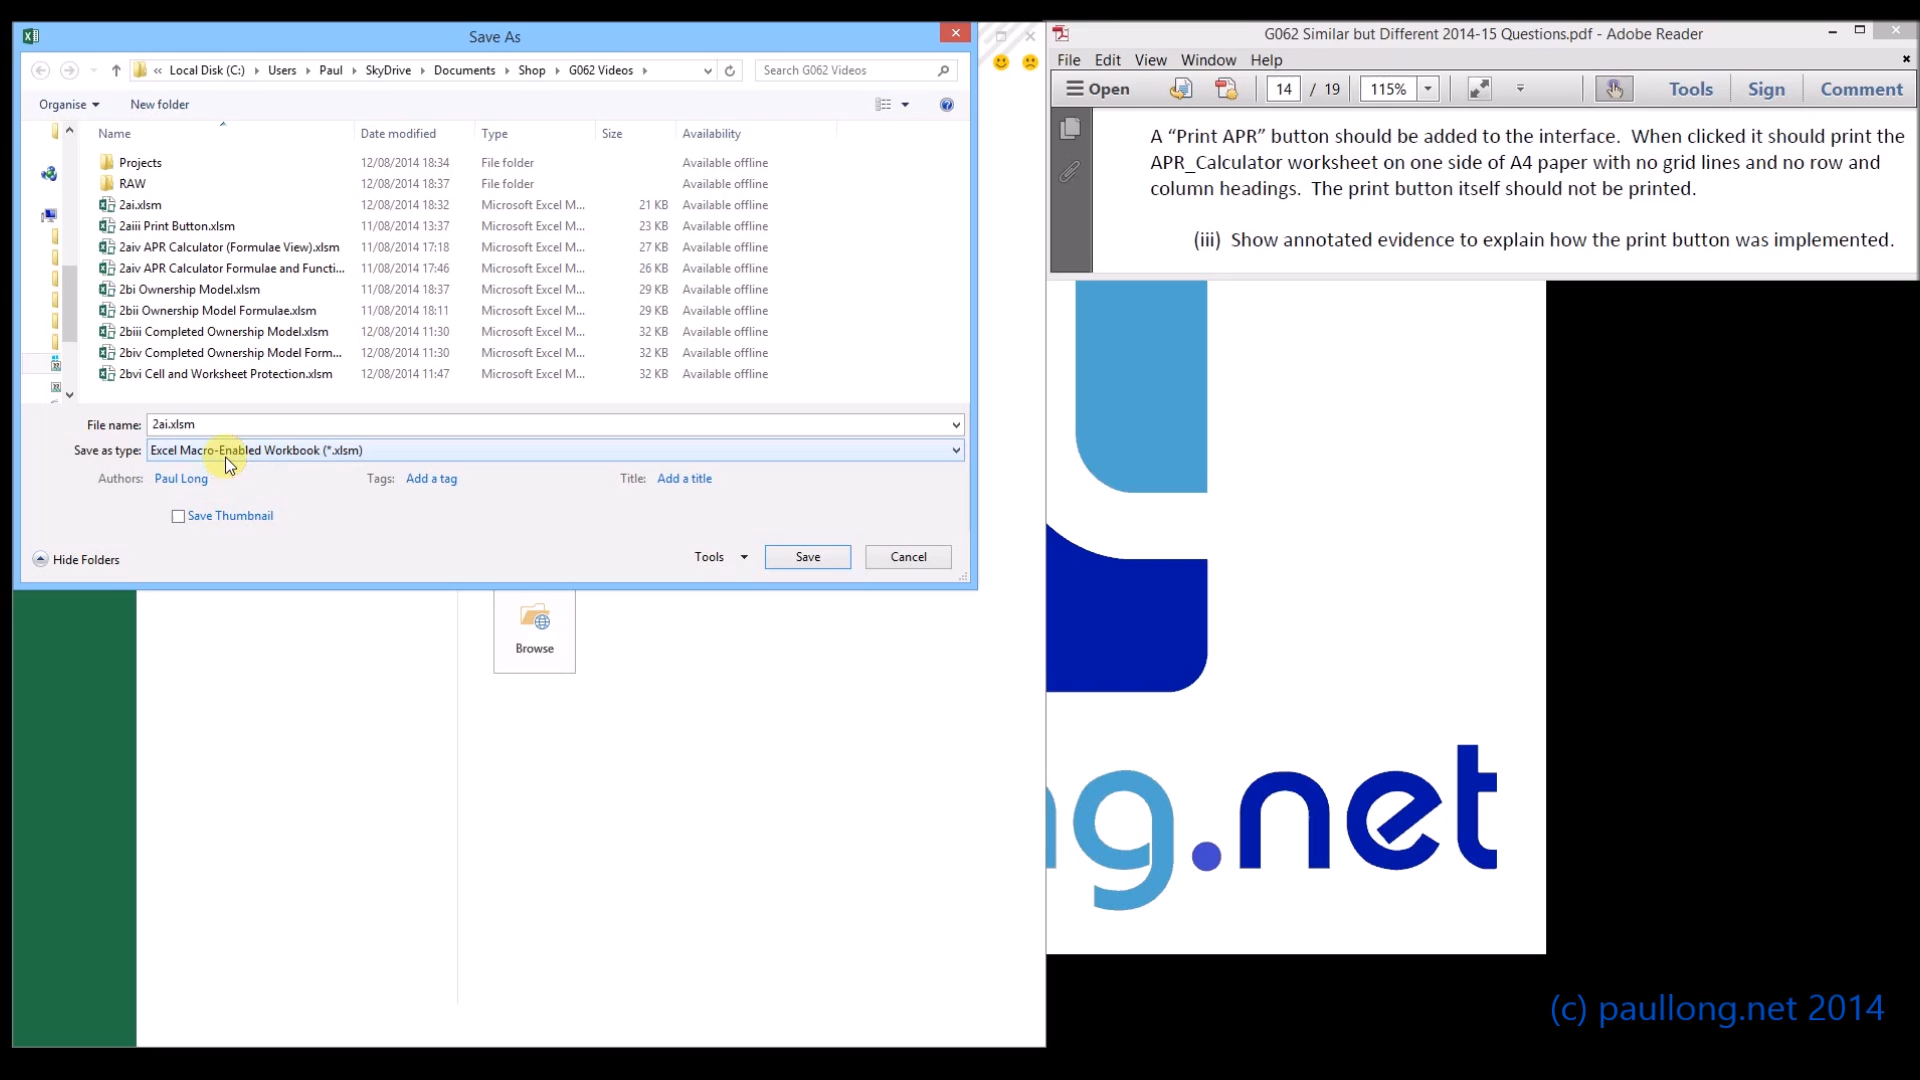 Save As
« Local Disk (C:) Users Paul SkyDrive Documents Shop G062 Videos
Search G062 Videos
Organise New folder
Name Date modified Type Size Availability
Projects 12/08/2014 18:34 File folder Available offline
RAW 12/08/2014 18:37 File folder Available offline
2ai.xlsm 12/08/2014 18:32 Microsoft Excel M... 21 KB Available offline
2aiii Print Button.xlsm 11/08/2014 13:37 Microsoft Excel M... 23 KB Available offline
2aiv APR Calculator (Formulae View).xlsm 11/08/2014 17:18 Microsoft Excel M... 27 KB Available offline
2aiv APR Calculator Formulae and Functi... 11/08/2014 17:46 Microsoft Excel M... 26 KB Available offline
2bi Ownership Model.xlsm 11/08/2014 18:37 Microsoft Excel M... 29 KB Available offline
2bii Ownership Model Formulae.xlsm 11/08/2014 18:11 Microsoft Excel M... 29 KB Available offline
2biii Completed Ownership Model.xlsm 12/08/2014 11:30 Microsoft Excel M... 32 KB Available offline
2biv Completed Ownership Model Form... 12/08/2014 11:30 Microsoft Excel M... 32 KB Available offline
2bvi Cell and Worksheet Protection.xlsm 12/08/2014 11:47 Microsoft Excel M... 32 KB Available offline
File name: 2ai.xlsm
Save as type: Excel Macro-Enabled Workbook (*.xlsm)
Authors: Paul Long Tags: Add a tag Title: Add a title
Save Thumbnail
Hide Folders Tools Save Cancel
Browse
G062 Similar but Different 2014-15 Questions.pdf - Adobe Reader
File Edit View Window Help
Open 14 / 19 115% Tools Sign Comment
A “Print APR” button should be added to the interface. When clicked it should print the
APR_Calculator worksheet on one side of A4 paper with no grid lines and no row and
column headings. The print button itself should not be printed.
(iii) Show annotated evidence to explain how the print button was implemented.
ng.net
(c) paullong.net 2014